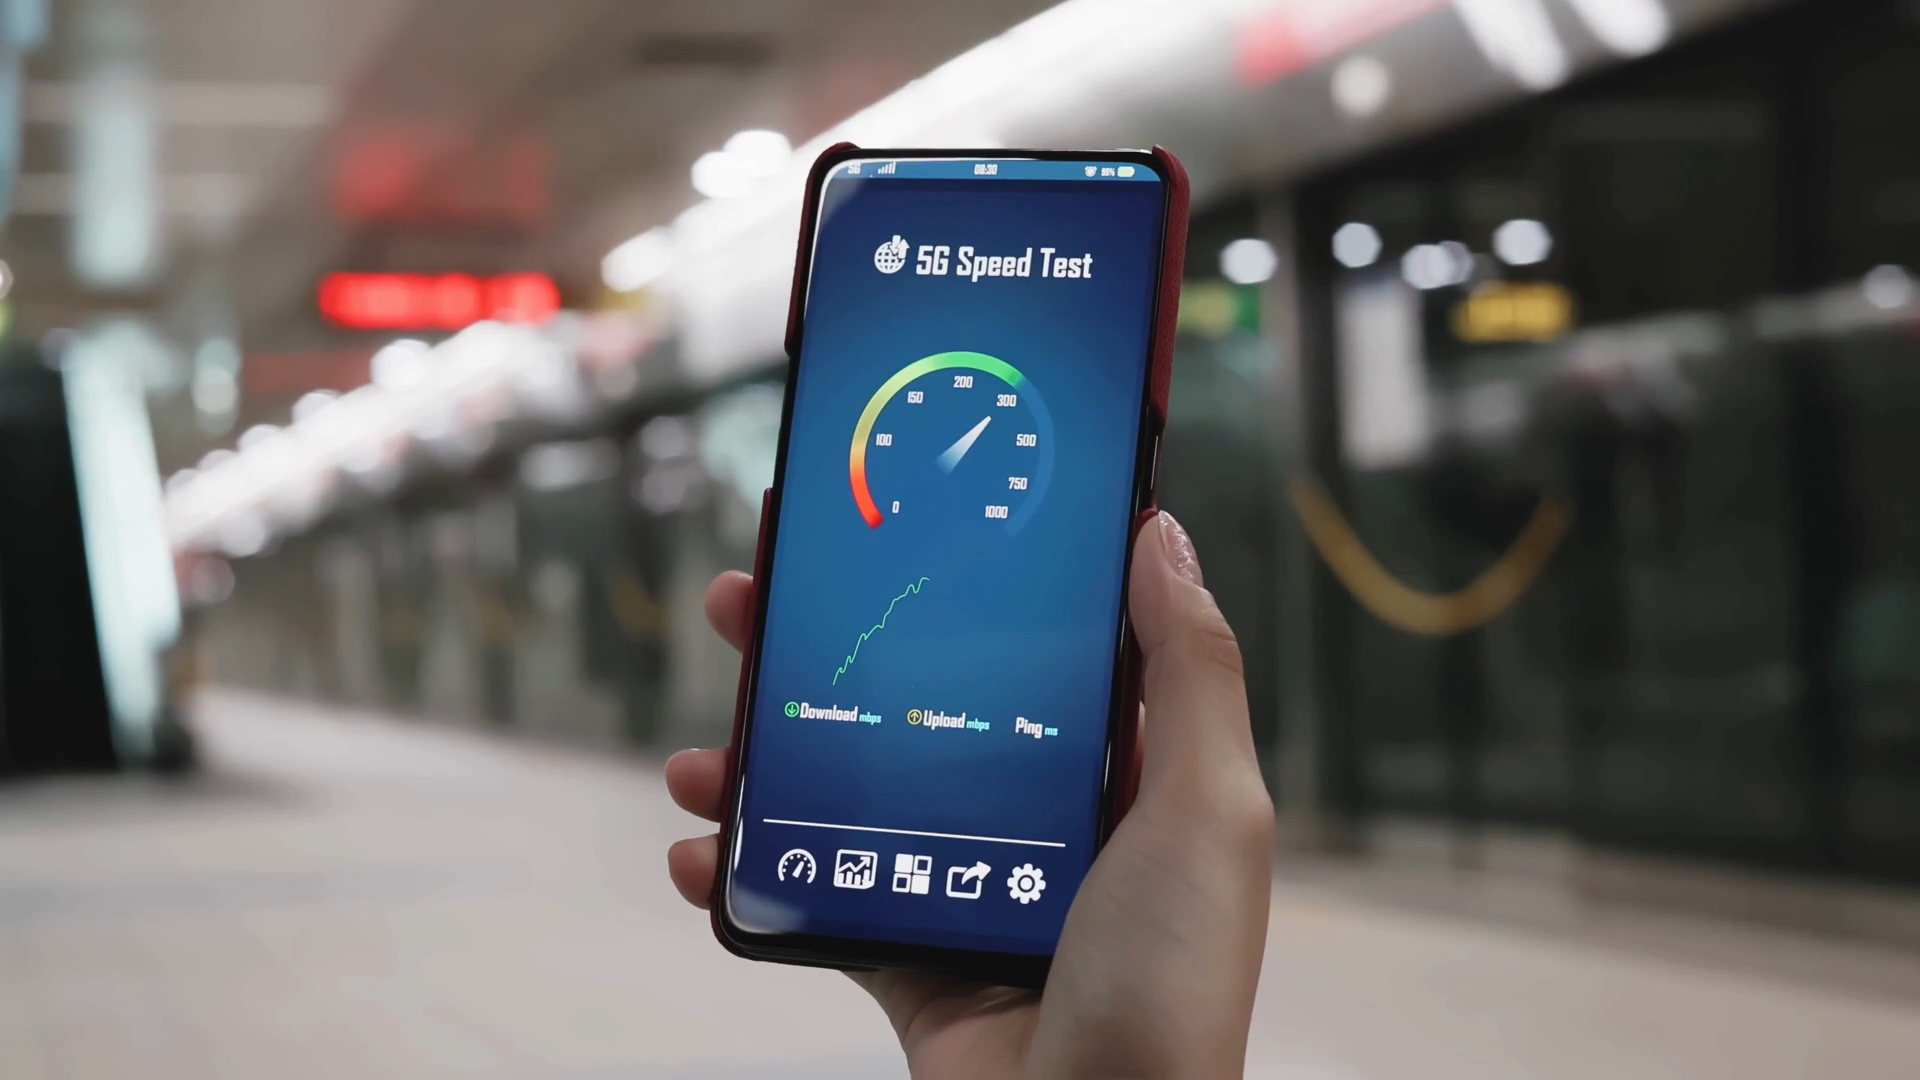 5G 08:30 95%
5G Speed Test
200
150 300
100 500
750
0 1000
Download mbps Upload mbps Ping ms